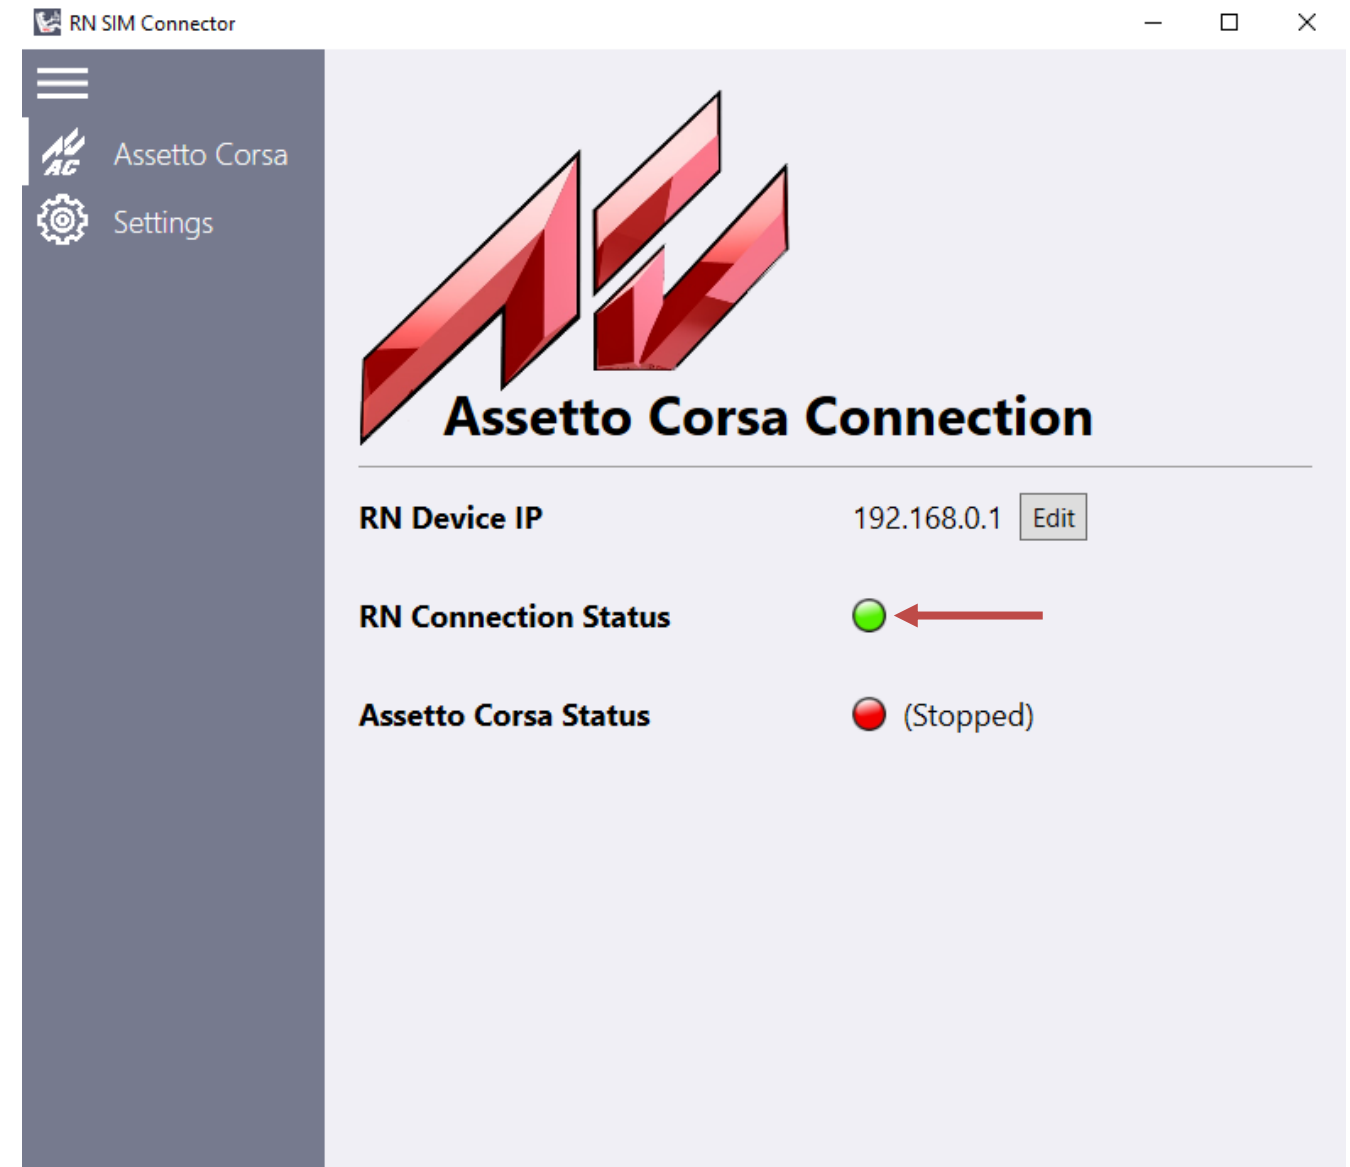 RN SIM Connector
Assetto Corsa
Settings
Assetto Corsa Connection
RN Device IP 192.168.0.1 Edit
RN Connection Status
Assetto Corsa Status (Stopped)